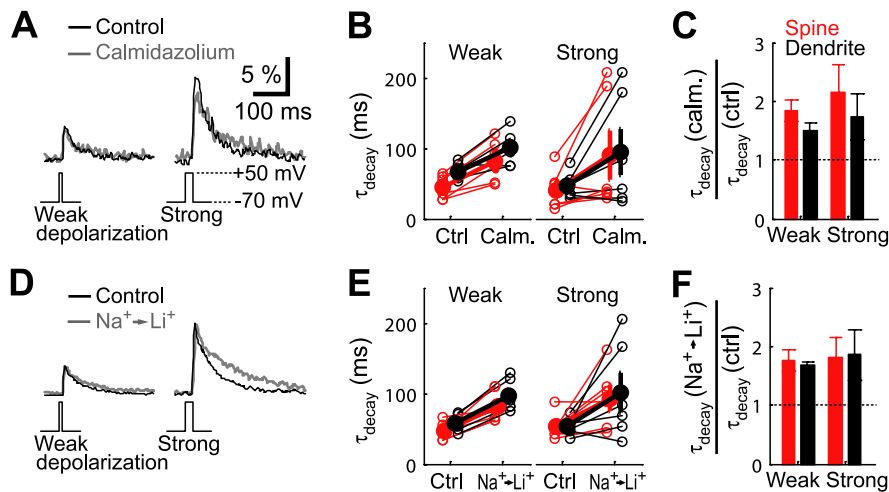 A
Control
Calmidazolium
5 %
100 ms
+50 mV
-70 mV
Weak
depolarization
Strong
B
Weak
Strong
200
100
0
τdecay (ms)
Ctrl
Calm.
Ctrl
Calm.
C
Spine
Dendrite
3
2
1
0
τdecay (calm.)
τdecay (ctrl)
Weak
Strong
D
Control
Na⁺→Li⁺
Weak
depolarization
Strong
E
Weak
Strong
200
100
0
τdecay (ms)
Ctrl
Na⁺→Li⁺
Ctrl
Na⁺→Li⁺
F
3
2
1
0
τdecay (Na⁺→Li⁺)
τdecay (ctrl)
Weak
Strong